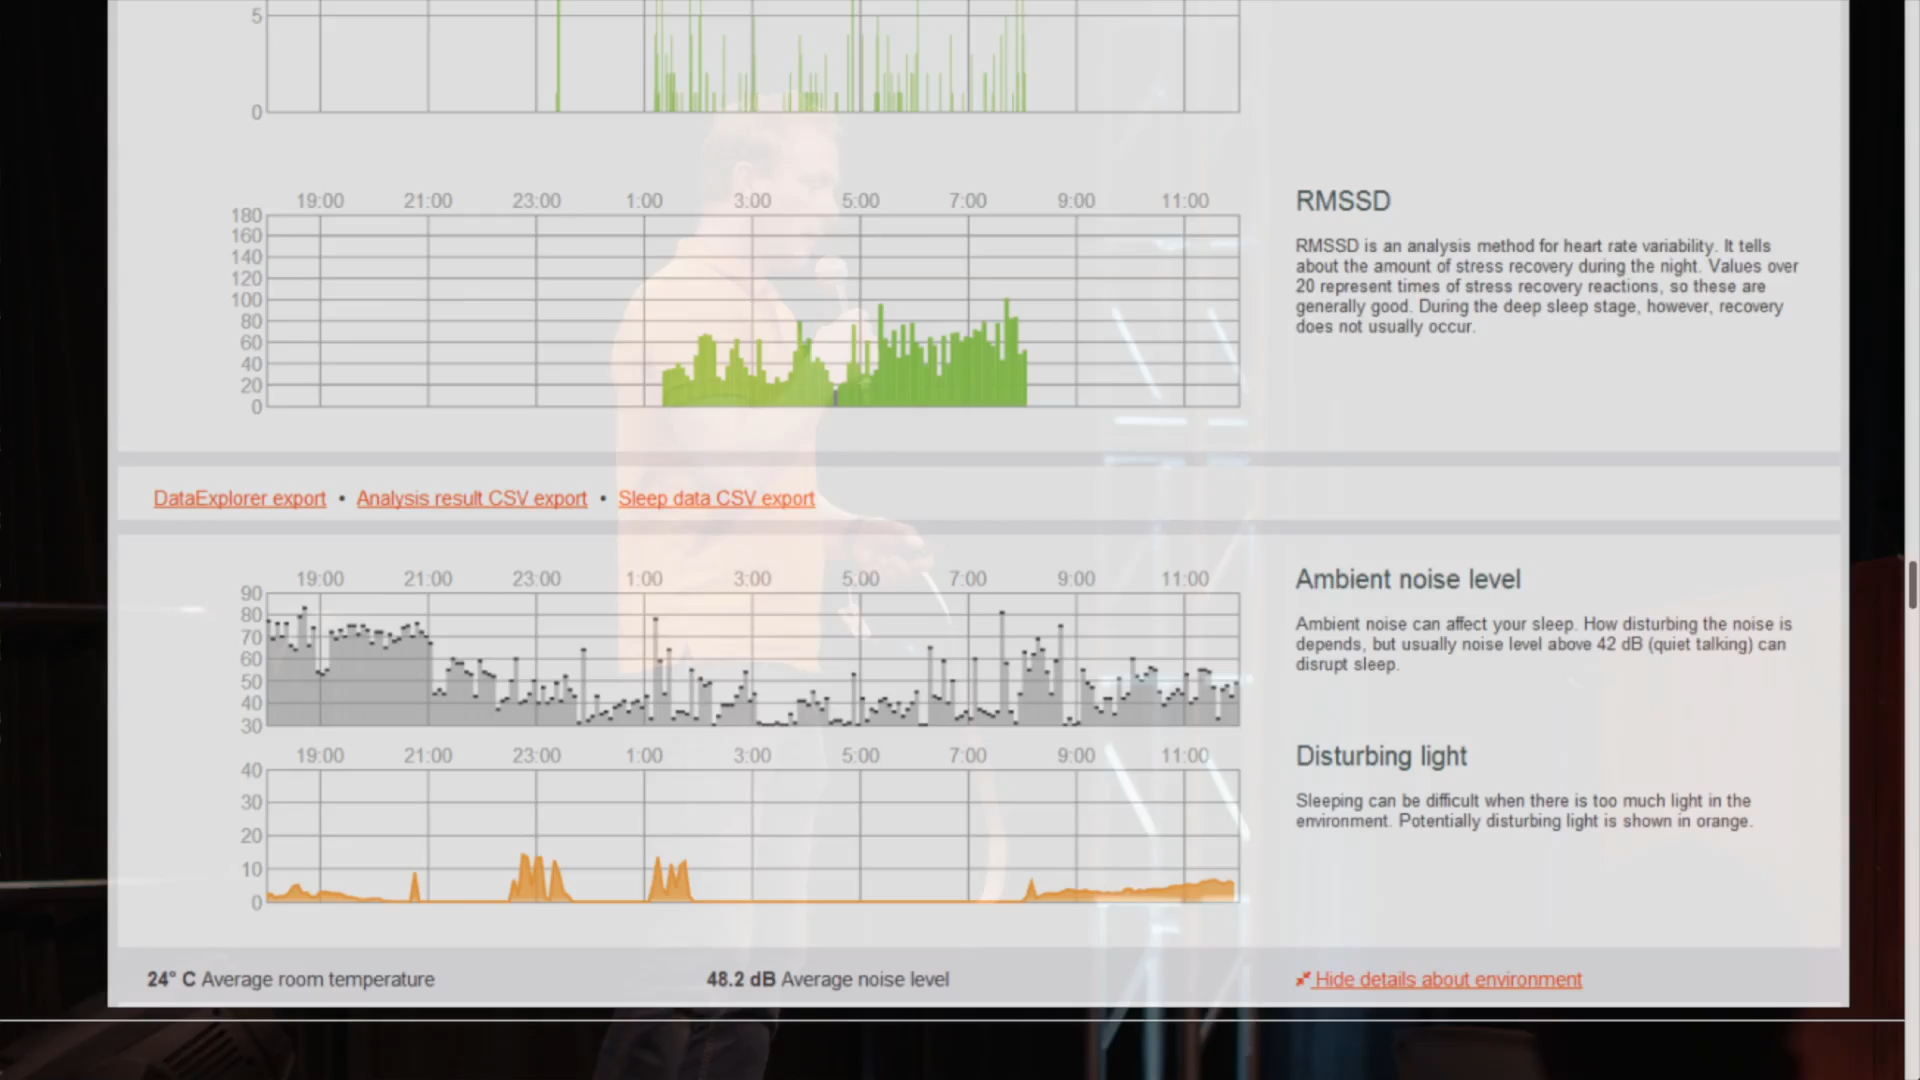 5
0
19:00 21:00 23:00 1:00 3:00 5:00 7:00 9:00 11:00
180
160
140
120
100
80
60
40
20
0
RMSSD
RMSSD is an analysis method for heart rate variability. It tells
about the amount of stress recovery during the night. Values over
20 represent times of stress recovery reactions, so these are
generally good. During the deep sleep stage, however, recovery
does not usually occur.
DataExplorer export • Analysis result CSV export • Sleep data CSV export
19:00 21:00 23:00 1:00 3:00 5:00 7:00 9:00 11:00
90
80
70
60
50
40
30
Ambient noise level
Ambient noise can affect your sleep. How disturbing the noise is
depends, but usually noise level above 42 dB (quiet talking) can
disrupt sleep.
19:00 21:00 23:00 1:00 3:00 5:00 7:00 9:00 11:00
40
30
20
10
0
Disturbing light
Sleeping can be difficult when there is too much light in the
environment. Potentially disturbing light is shown in orange.
24° C Average room temperature
48.2 dB Average noise level
Hide details about environment